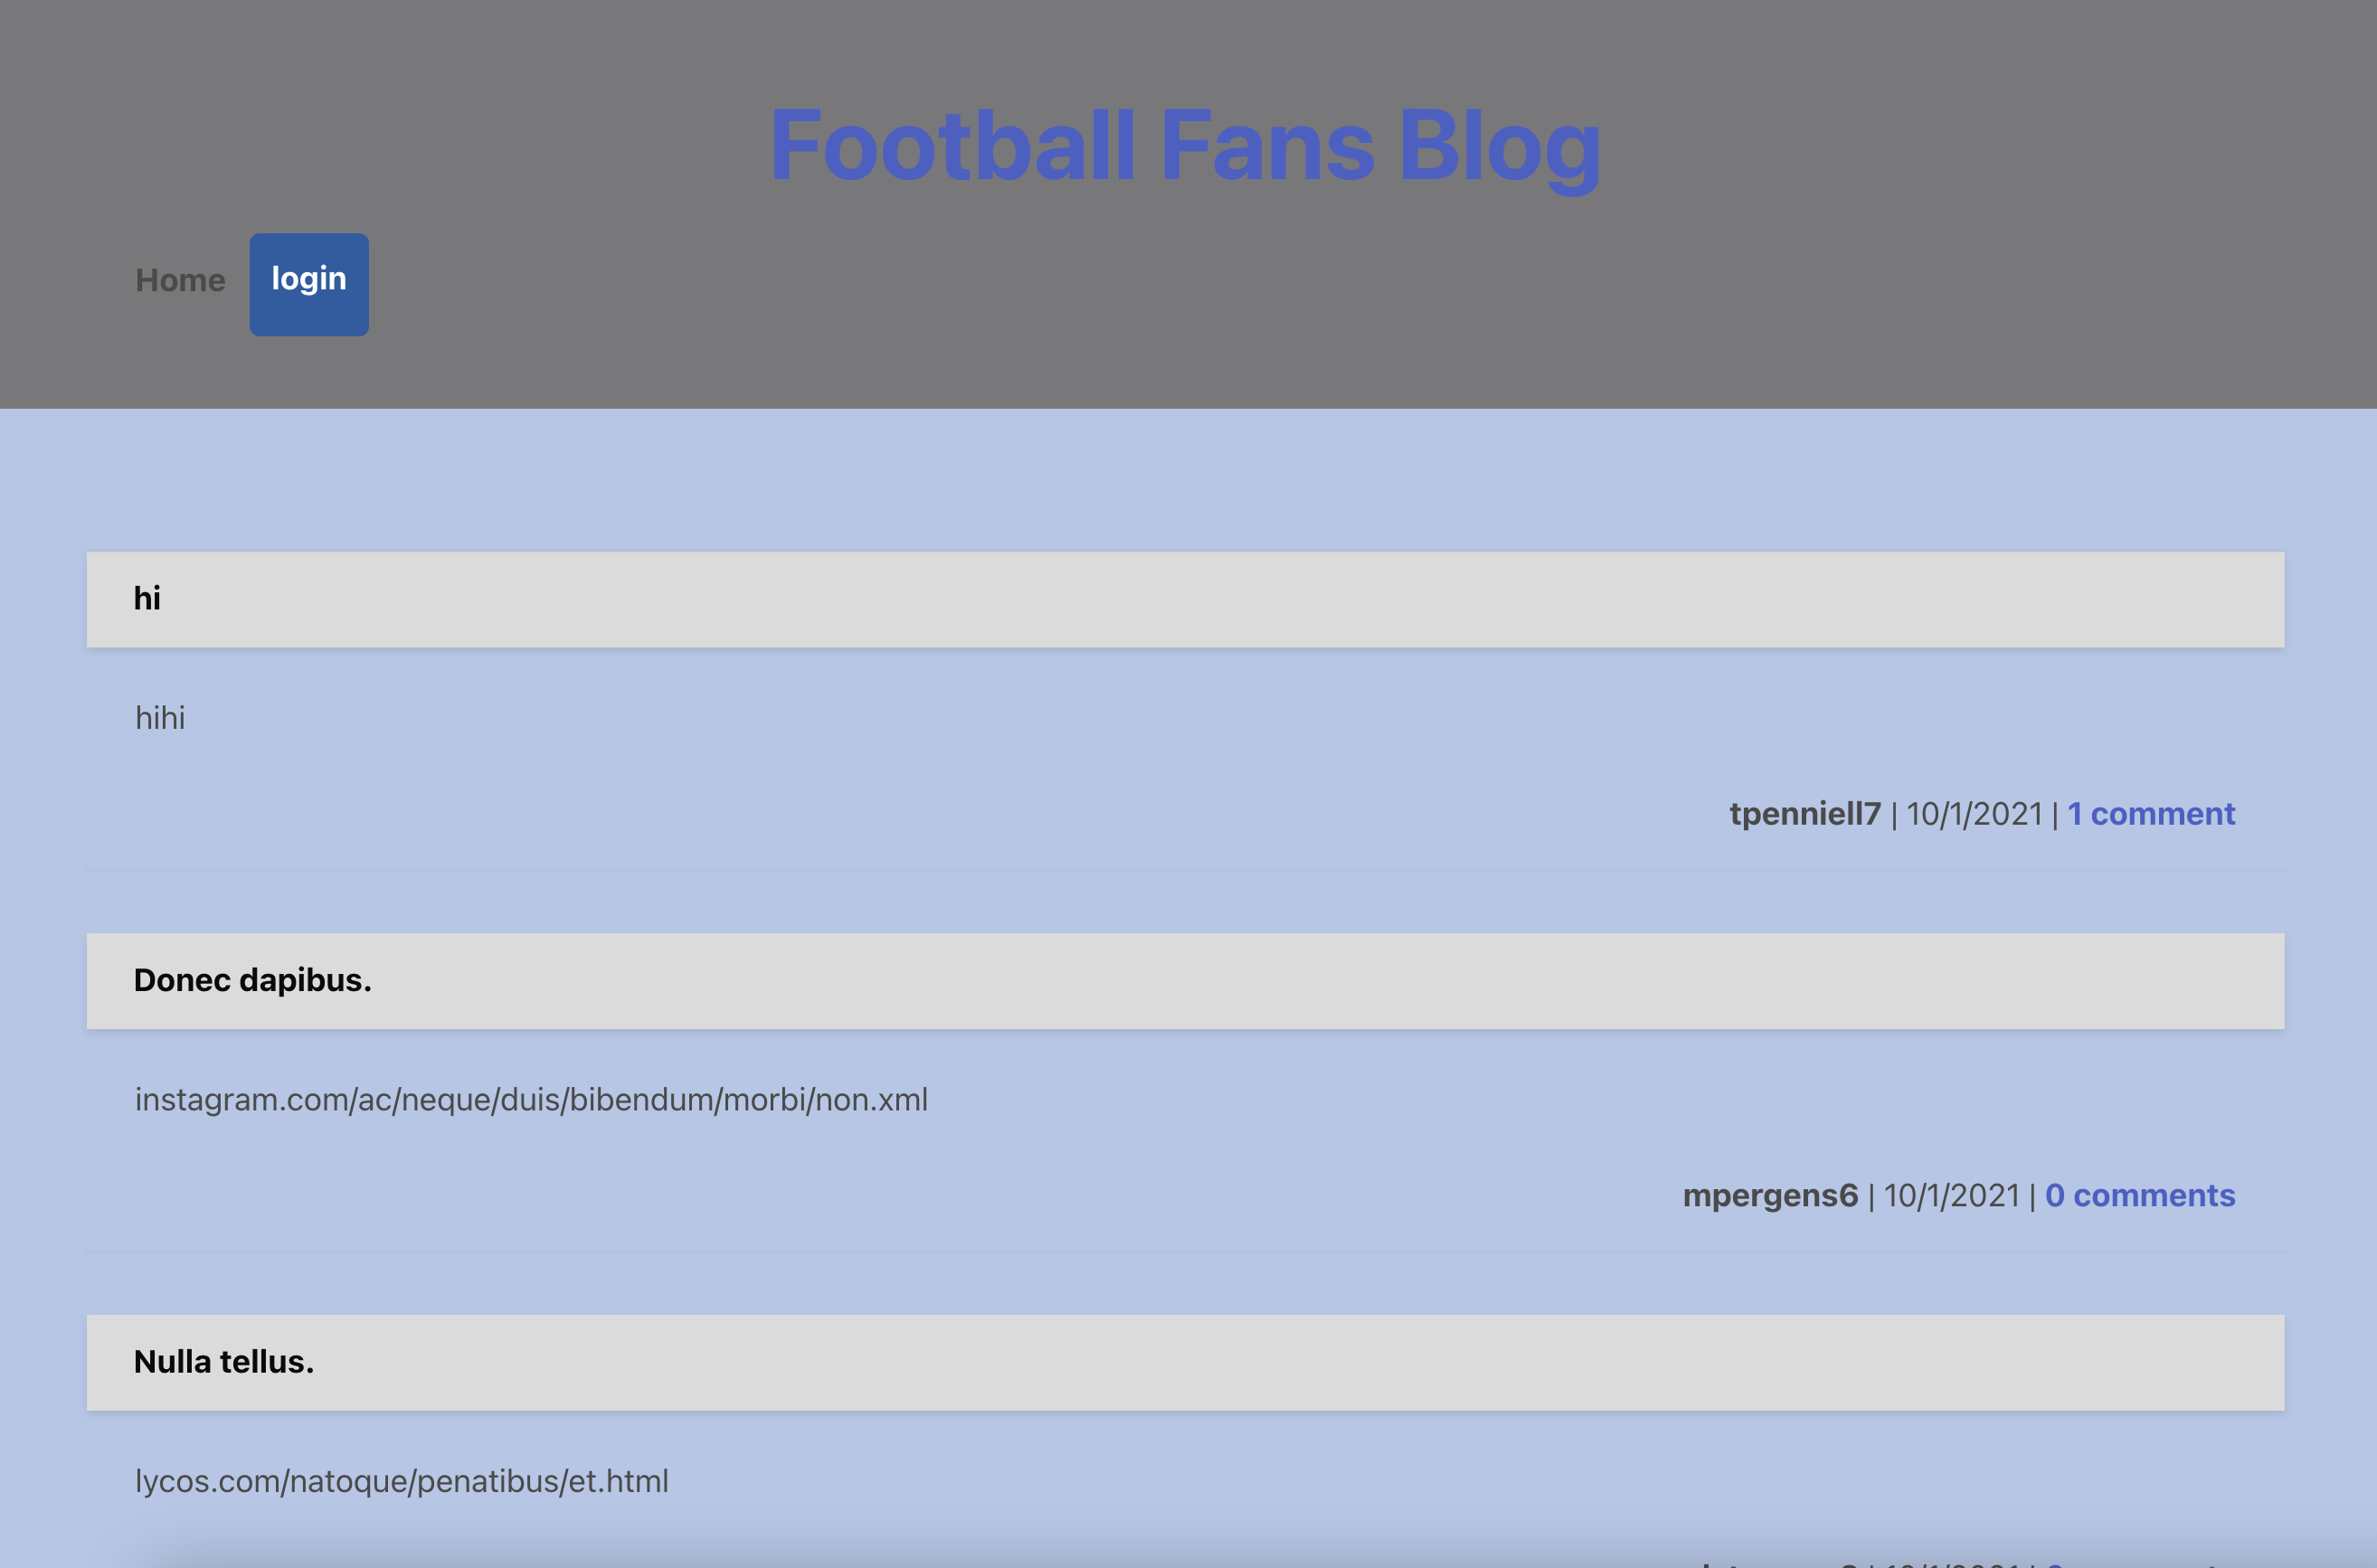 Football Fans Blog
Home login
hi
hihi
tpenniell7 | 10/1/2021 | 1 comment
Donec dapibus.
instagram.com/ac/neque/duis/bibendum/morbi/non.xml
mpergens6 | 10/1/2021 | 0 comments
Nulla tellus.
lycos.com/natoque/penatibus/et.html